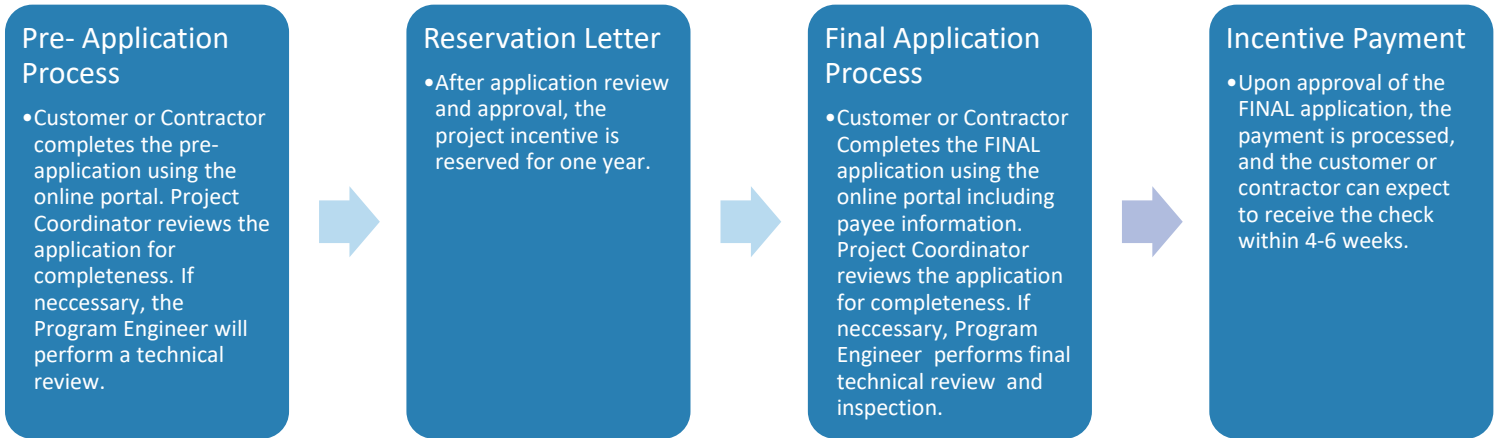 Pre- Application
Process
•Customer or Contractor
completes the pre-
application using the
online portal. Project
Coordinator reviews the
application for
completeness. If
neccessary, the
Program Engineer will
perform a technical
review.
Reservation Letter
•After application review
and approval, the
project incentive is
reserved for one year.
Final Application
Process
•Customer or Contractor
Completes the FINAL
application using the
online portal including
payee information.
Project Coordinator
reviews the application
for completeness. If
neccessary, Program
Engineer performs final
technical review and
inspection.
Incentive Payment
•Upon approval of the
FINAL application, the
payment is processed,
and the customer or
contractor can expect
to receive the check
within 4-6 weeks.